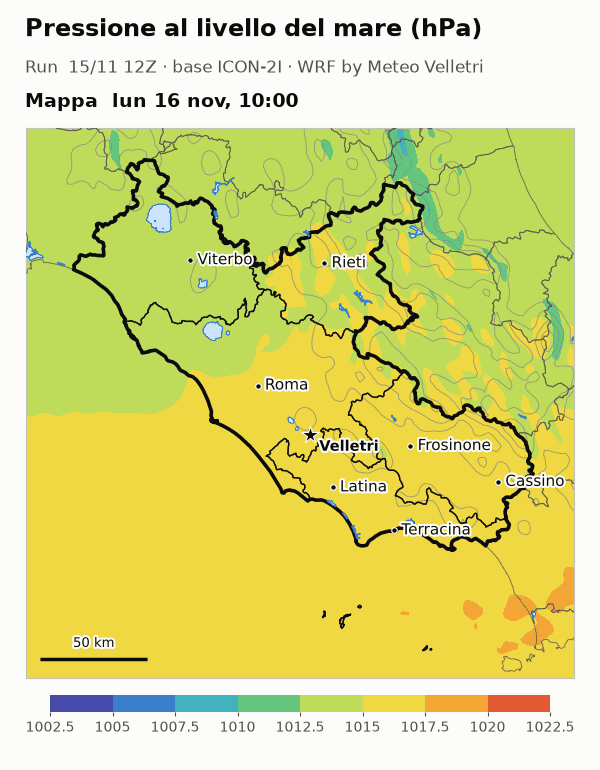 Pressione al livello del mare (hPa)
Run  15/11 12Z · base ICON-2I · WRF by Meteo Velletri
Mappa  lun 16 nov, 10:00
Viterbo
Rieti
Roma
Velletri
Frosinone
Latina
Cassino
Terracina
50 km
1002.5 1005 1007.5 1010 1012.5 1015 1017.5 1020 1022.5